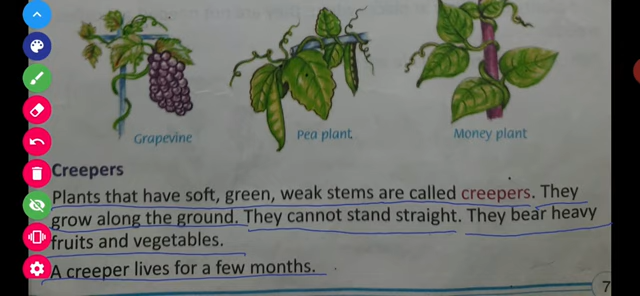 Grapevine
Pea plant
Money plant
Creepers
Plants that have soft, green, weak stems are called creepers. They
grow along the ground. They cannot stand straight. They bear heavy
fruits and vegetables.
A creeper lives for a few months.
7